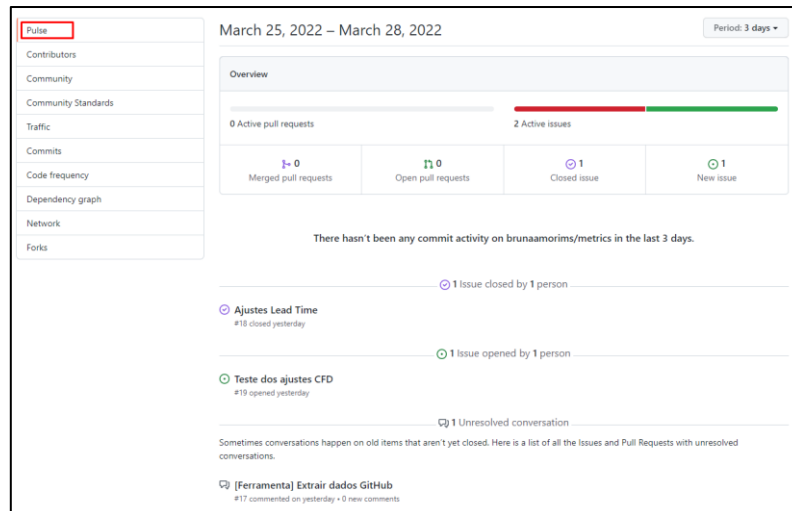 Pulse
Contributors
Community
Community Standards
Traffic
Commits
Code frequency
Dependency graph
Network
Forks
March 25, 2022 – March 28, 2022
Period: 3 days
Overview
0 Active pull requests
2 Active issues
0
Merged pull requests
0
Open pull requests
1
Closed issue
1
New issue
There hasn't been any commit activity on brunaamorims/metrics in the last 3 days.
1 Issue closed by 1 person
Ajustes Lead Time
#18 closed yesterday
1 Issue opened by 1 person
Teste dos ajustes CFD
#19 opened yesterday
1 Unresolved conversation
Sometimes conversations happen on old items that aren't yet closed. Here is a list of all the Issues and Pull Requests with unresolved
conversations.
[Ferramenta] Extrair dados GitHub
#17 commented on yesterday • 0 new comments